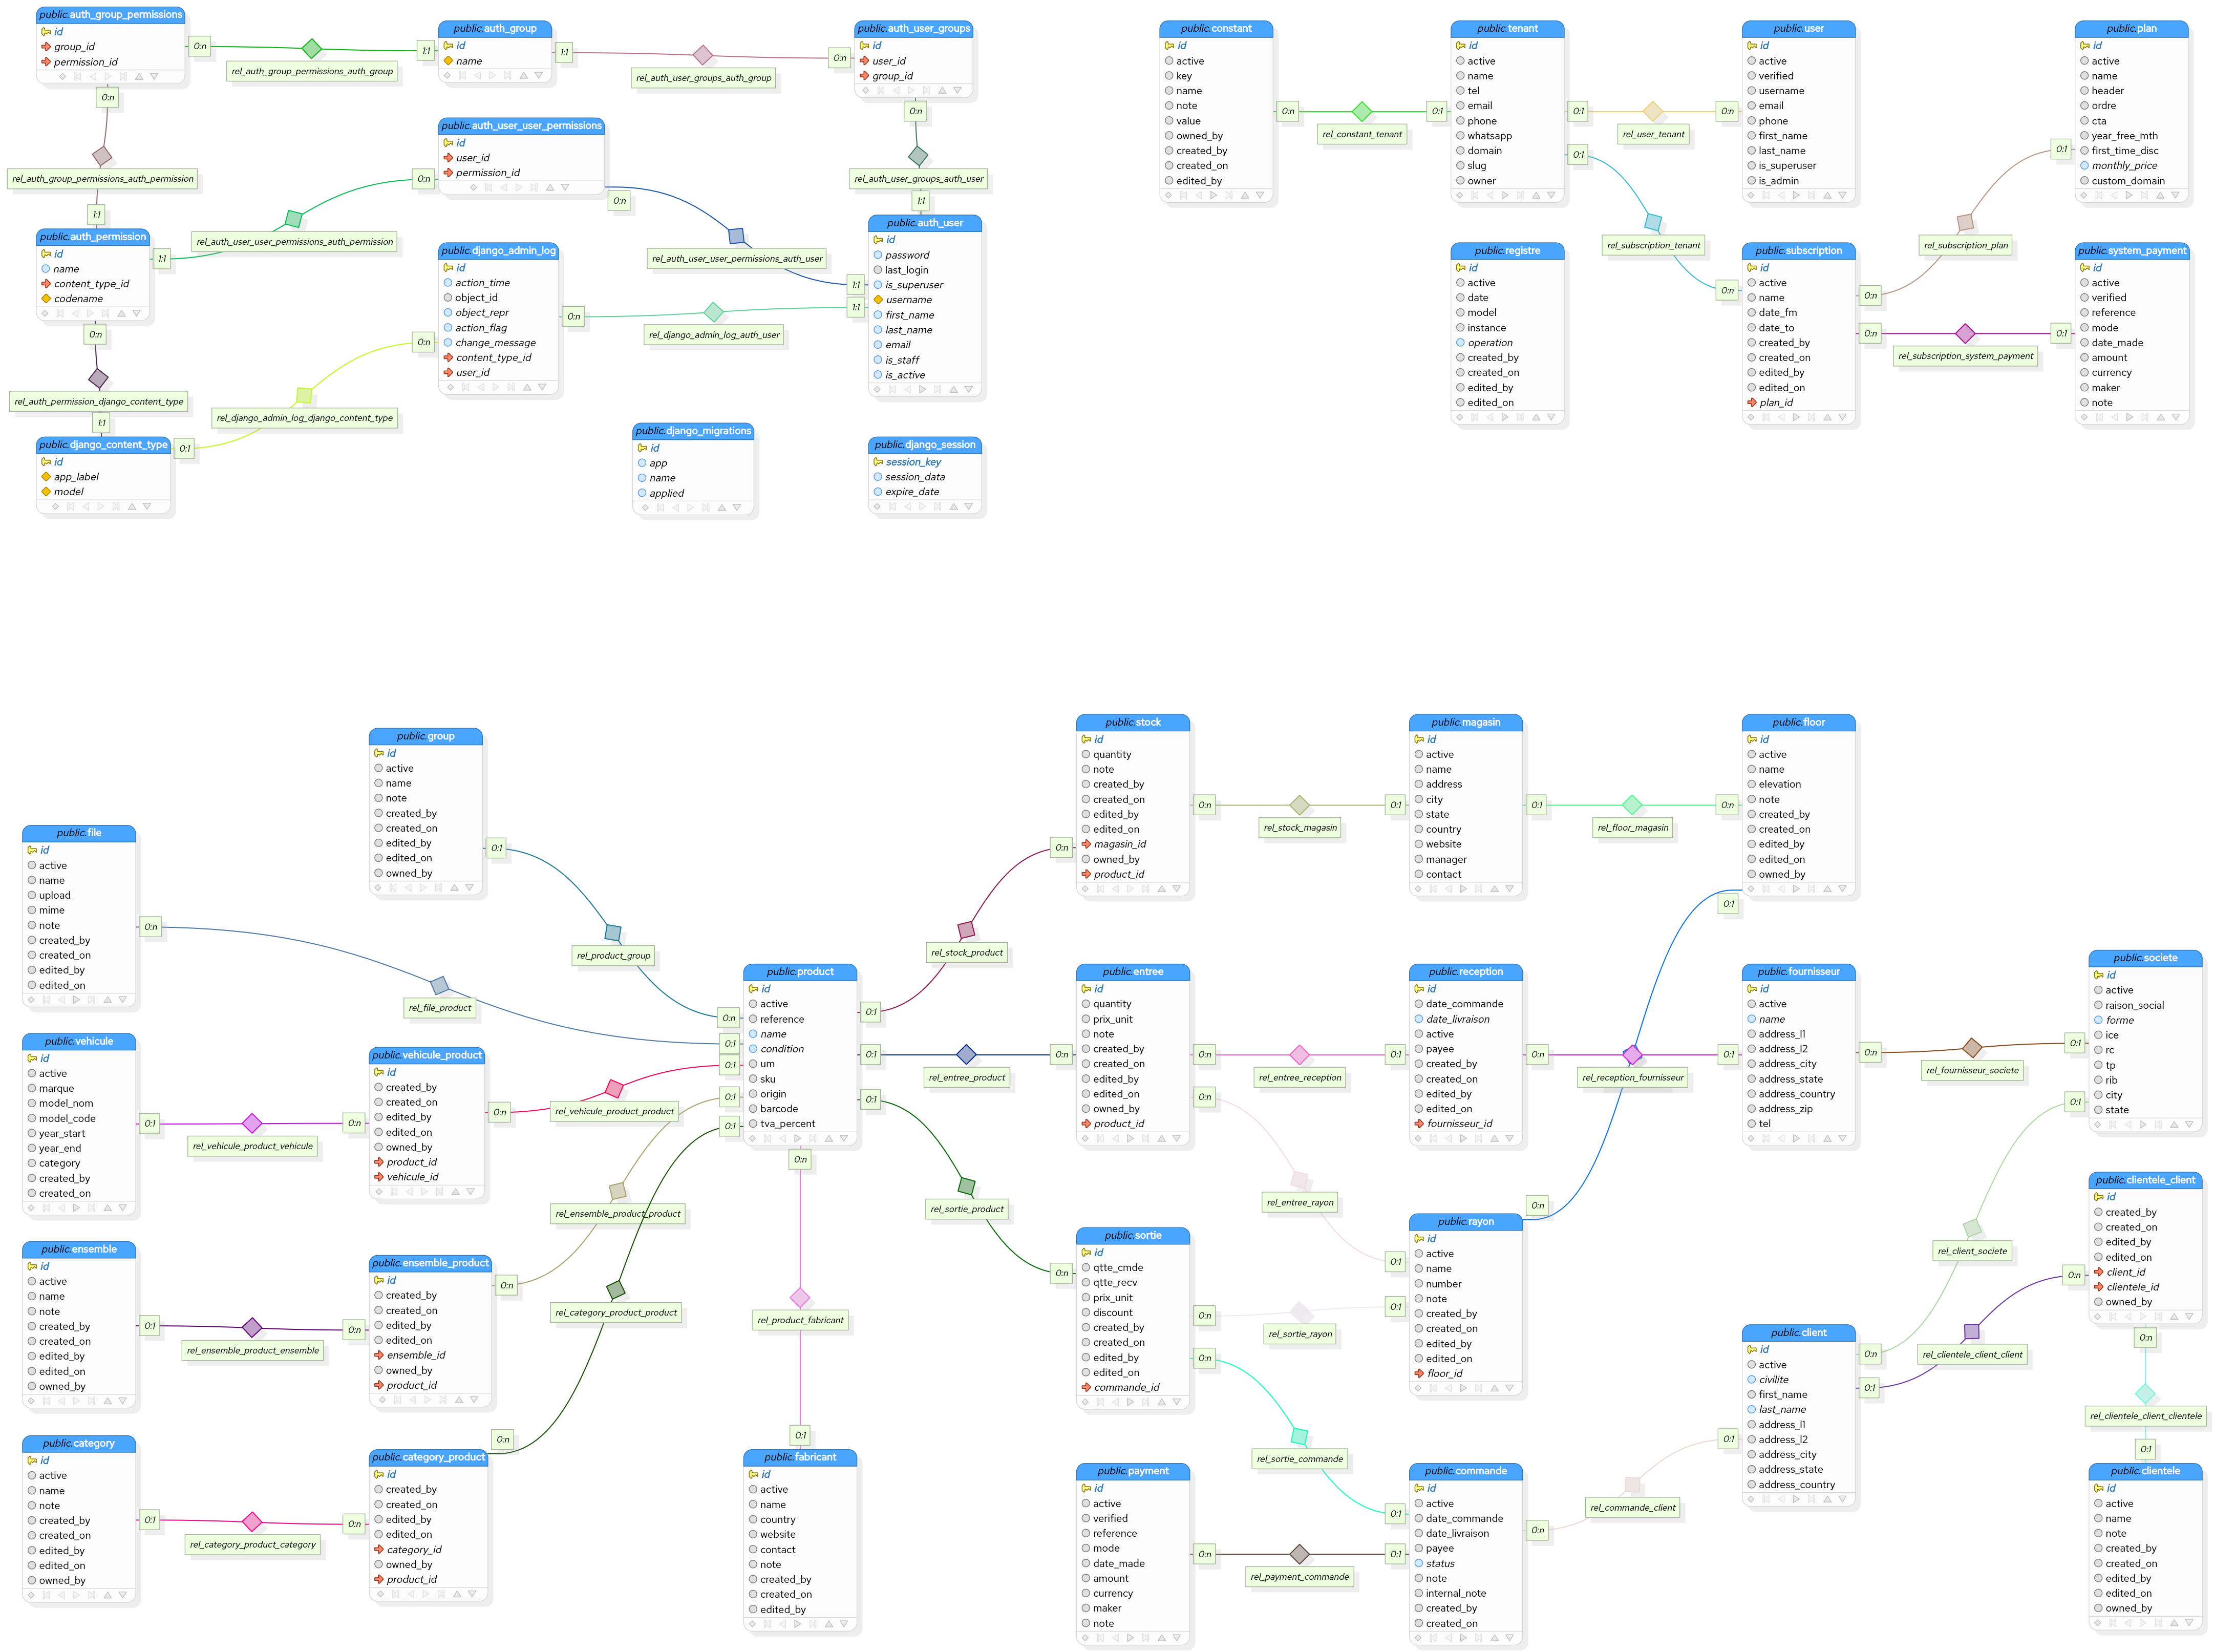 public.auth_group_permissions
id
group_id
permission_id
0:n
rel_auth_group_permissions_auth_group
1:1
public.auth_group
id
name
1:1
rel_auth_user_groups_auth_group
0:n
public.auth_user_groups
id
user_id
group_id
0:n
rel_auth_group_permissions_auth_permission
1:1
public.auth_user_user_permissions
id
user_id
permission_id
0:n
0:n
rel_auth_user_user_permissions_auth_permission
1:1
rel_auth_user_user_permissions_auth_user
1:1
0:n
rel_auth_user_groups_auth_user
1:1
public.auth_permission
id
name
content_type_id
codename
0:n
rel_auth_permission_django_content_type
1:1
public.django_admin_log
id
action_time
object_id
object_repr
action_flag
change_message
content_type_id
user_id
0:n
rel_django_admin_log_auth_user
1:1
0:n
rel_django_admin_log_django_content_type
0:1
public.auth_user
id
password
last_login
is_superuser
username
first_name
last_name
email
is_staff
is_active
public.django_content_type
id
app_label
model
public.django_migrations
id
app
name
applied
public.django_session
session_key
session_data
expire_date
public.constant
id
active
key
name
note
value
owned_by
created_by
created_on
edited_by
0:n
rel_constant_tenant
0:1
public.tenant
id
active
name
tel
email
phone
whatsapp
domain
slug
owner
0:1
rel_user_tenant
0:n
public.user
id
active
verified
username
email
phone
first_name
last_name
is_superuser
is_admin
public.plan
id
active
name
header
ordre
cta
year_free_mth
first_time_disc
monthly_price
custom_domain
0:1
rel_subscription_tenant
0:n
0:1
rel_subscription_plan
0:n
public.registre
id
active
date
model
instance
operation
created_by
created_on
edited_by
edited_on
public.subscription
id
active
name
date_fm
date_to
created_by
created_on
edited_by
edited_on
plan_id
0:n
rel_subscription_system_payment
0:1
public.system_payment
id
active
verified
reference
mode
date_made
amount
currency
maker
note
public.group
id
active
name
note
created_by
created_on
edited_by
edited_on
owned_by
0:1
rel_product_group
0:n
public.stock
id
quantity
note
created_by
created_on
edited_by
edited_on
magasin_id
owned_by
product_id
0:n
rel_stock_magasin
0:1
public.magasin
id
active
name
address
city
state
country
website
manager
contact
0:1
rel_floor_magasin
0:n
public.floor
id
active
name
elevation
note
created_by
created_on
edited_by
edited_on
owned_by
0:1
public.file
id
active
name
upload
mime
note
created_by
created_on
edited_by
edited_on
0:n
rel_file_product
0:1
0:n
rel_stock_product
0:1
public.product
id
active
reference
name
condition
um
sku
origin
barcode
tva_percent
0:1
rel_entree_product
0:n
public.entree
id
quantity
prix_unit
note
created_by
created_on
edited_by
edited_on
owned_by
product_id
0:n
rel_entree_reception
0:1
public.reception
id
date_commande
date_livraison
active
payee
created_by
created_on
edited_by
edited_on
fournisseur_id
0:n
rel_reception_fournisseur
0:1
public.fournisseur
id
active
name
address_l1
address_l2
address_city
address_state
address_country
address_zip
tel
0:n
rel_fournisseur_societe
0:1
public.societe
id
active
raison_social
forme
ice
rc
tp
rib
city
state
0:1
public.vehicule
id
active
marque
model_nom
model_code
year_start
year_end
category
created_by
created_on
0:1
rel_vehicule_product_vehicule
0:n
public.vehicule_product
id
created_by
created_on
edited_by
edited_on
owned_by
product_id
vehicule_id
0:n
rel_vehicule_product_product
0:1
0:1
rel_ensemble_product_product
0:n
0:1
rel_category_product_product
0:n
0:n
rel_product_fabricant
0:1
0:1
rel_sortie_product
0:n
0:n
rel_entree_rayon
0:1
0:n
public.ensemble
id
active
name
note
created_by
created_on
edited_by
edited_on
owned_by
0:1
rel_ensemble_product_ensemble
0:n
public.ensemble_product
id
created_by
created_on
edited_by
edited_on
ensemble_id
owned_by
product_id
public.sortie
id
qtte_cmde
qtte_recv
prix_unit
discount
created_by
created_on
edited_by
edited_on
commande_id
0:n
rel_sortie_rayon
0:1
public.rayon
id
active
name
number
note
created_by
created_on
edited_by
edited_on
floor_id
0:n
rel_sortie_commande
0:1
rel_client_societe
0:n
public.clientele_client
id
created_by
created_on
edited_by
edited_on
client_id
clientele_id
owned_by
0:n
rel_clientele_client_client
0:1
public.client
id
active
civilite
first_name
last_name
address_l1
address_l2
address_city
address_state
address_country
0:n
rel_clientele_client_clientele
0:1
public.category
id
active
name
note
created_by
created_on
edited_by
edited_on
owned_by
0:1
rel_category_product_category
0:n
public.category_product
id
created_by
created_on
edited_by
edited_on
category_id
owned_by
product_id
public.fabricant
id
active
name
country
website
contact
note
created_by
created_on
edited_by
public.payment
id
active
verified
reference
mode
date_made
amount
currency
maker
note
0:n
rel_payment_commande
0:1
public.commande
id
active
date_commande
date_livraison
payee
status
note
internal_note
created_by
created_on
0:n
rel_commande_client
0:1
public.clientele
id
active
name
note
created_by
created_on
edited_by
edited_on
owned_by